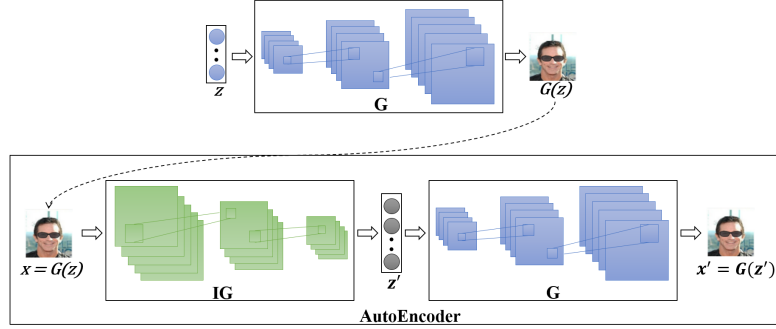 z
G
G(z)
x = G(z)
IG
z'
G
x' = G(z')
AutoEncoder